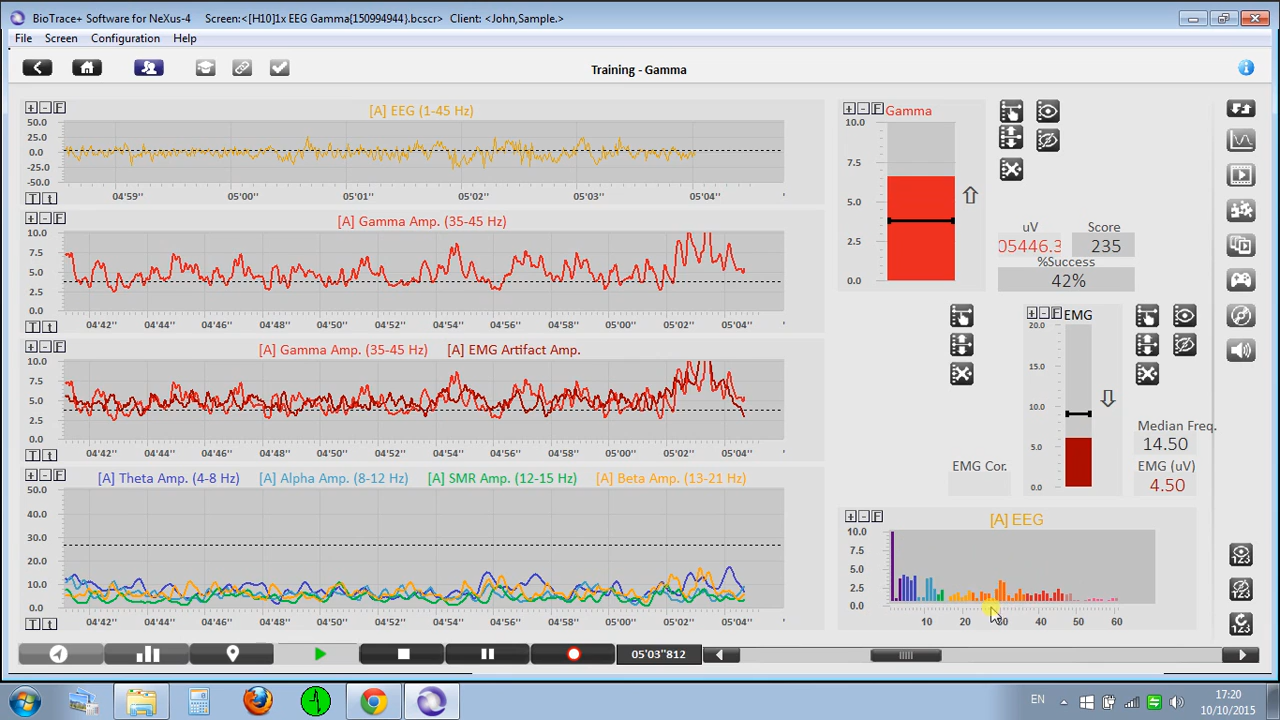 BioTrace+ Software for NeXus-4 Screen:<[H10]1x EEG Gamma{150994944}.bcscr> Client: <John,Sample.>
File Screen Configuration Help
Training - Gamma
+ - F [A] EEG (1-45 Hz)
50.0
25.0
0.0
-25.0
-50.0
T t 04'59'' 05'00'' 05'01'' 05'02'' 05'03'' 05'04''
+ - F [A] Gamma Amp. (35-45 Hz)
10.0
7.5
5.0
2.5
0.0
T t 04'42'' 04'44'' 04'46'' 04'48'' 04'50'' 04'52'' 04'54'' 04'56'' 04'58'' 05'00'' 05'02'' 05'04''
+ - F [A] Gamma Amp. (35-45 Hz) [A] EMG Artifact Amp.
10.0
7.5
5.0
2.5
0.0
T t 04'42'' 04'44'' 04'46'' 04'48'' 04'50'' 04'52'' 04'54'' 04'56'' 04'58'' 05'00'' 05'02'' 05'04''
+ - F [A] Theta Amp. (4-8 Hz) [A] Alpha Amp. (8-12 Hz) [A] SMR Amp. (12-15 Hz) [A] Beta Amp. (13-21 Hz)
50.0
40.0
30.0
20.0
10.0
0.0
T t 04'42'' 04'44'' 04'46'' 04'48'' 04'50'' 04'52'' 04'54'' 04'56'' 04'58'' 05'00'' 05'02'' 05'04''
+ - F Gamma
10.0
7.5
5.0
2.5
0.0
uV Score
05446.3 235
%Success
42%
+ - F EMG
20.0
15.0
10.0
5.0
0.0
Median Freq.
14.50
EMG Cor. EMG (uV)
4.50
+ - F [A] EEG
10.0
7.5
5.0
2.5
0.0
10 20 30 40 50 60
123
123
123
05'03''812
EN 17:20
10/10/2015